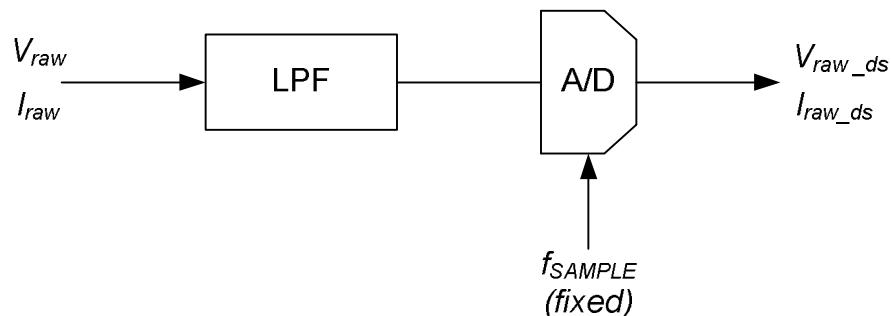 V_raw
I_raw
LPF
A/D
V_raw_ds
I_raw_ds
f_SAMPLE
(fixed)